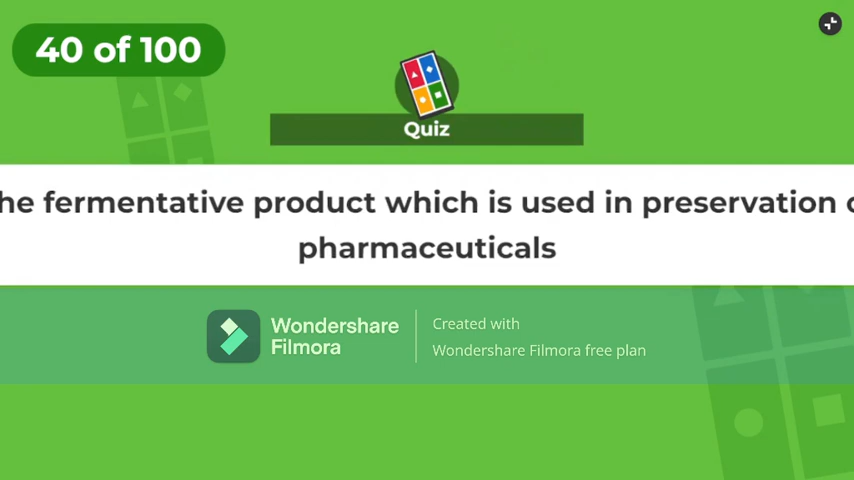 40 of 100
Quiz
he fermentative product which is used in preservation o
pharmaceuticals
Wondershare
Filmora
Created with
Wondershare Filmora free plan